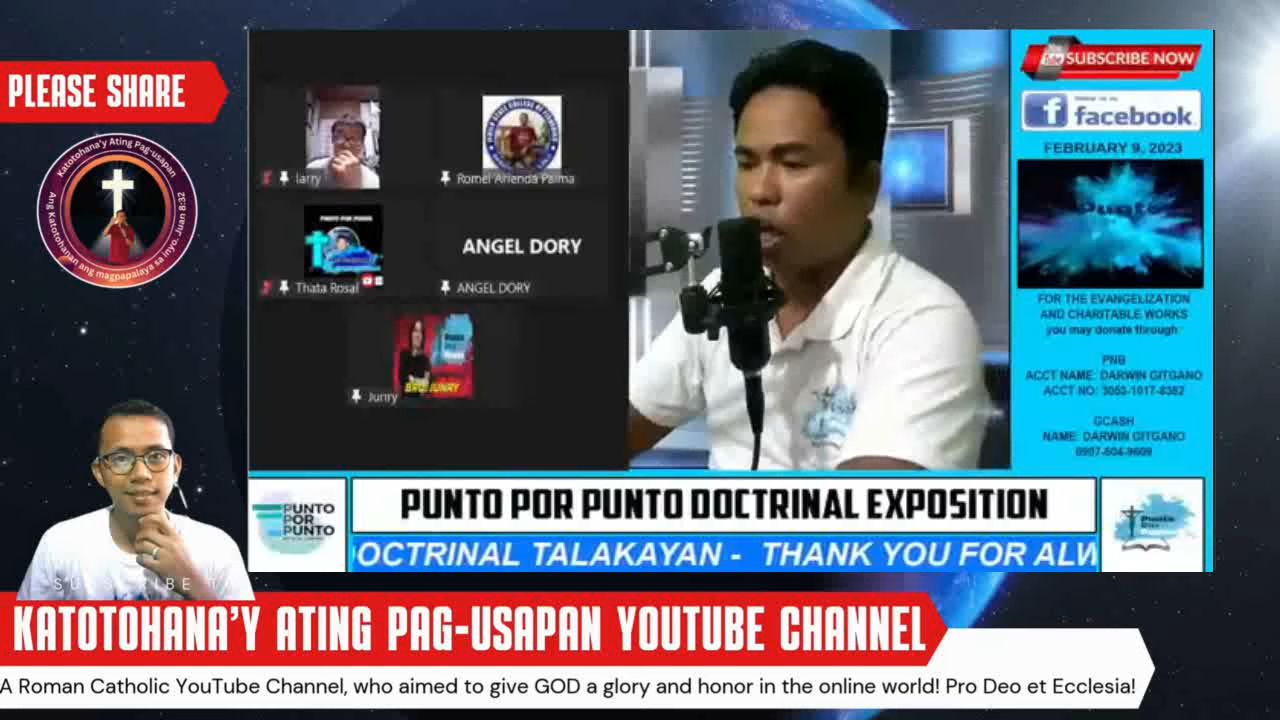 PLEASE SHARE
Katotohana'y Ating Pag-usapan
Ang Katotohanan ang magpapalaya sa inyo. Juan 8:32
larry
Romel Arienda Palma
Thata Rosal
ANGEL DORY
ANGEL DORY
BRO. JUNRY
Junry
SUBSCRIBE NOW
facebook
FEBRUARY 9, 2023
FOR THE EVANGELIZATION
AND CHARITABLE WORKS
you may donate through
PNB
ACCT NAME: DARWIN GITGANO
ACCT NO: 3053-1017-8362
GCASH
NAME: DARWIN GITGANO
0907-504-9609
PUNTO
POR
PUNTO
PUNTO POR PUNTO DOCTRINAL EXPOSITION
OCTRINAL TALAKAYAN - THANK YOU FOR ALW
SUBSCRIBE
KATOTOHANA'Y ATING PAG-USAPAN YOUTUBE CHANNEL
A Roman Catholic YouTube Channel, who aimed to give GOD a glory and honor in the online world! Pro Deo et Ecclesia!